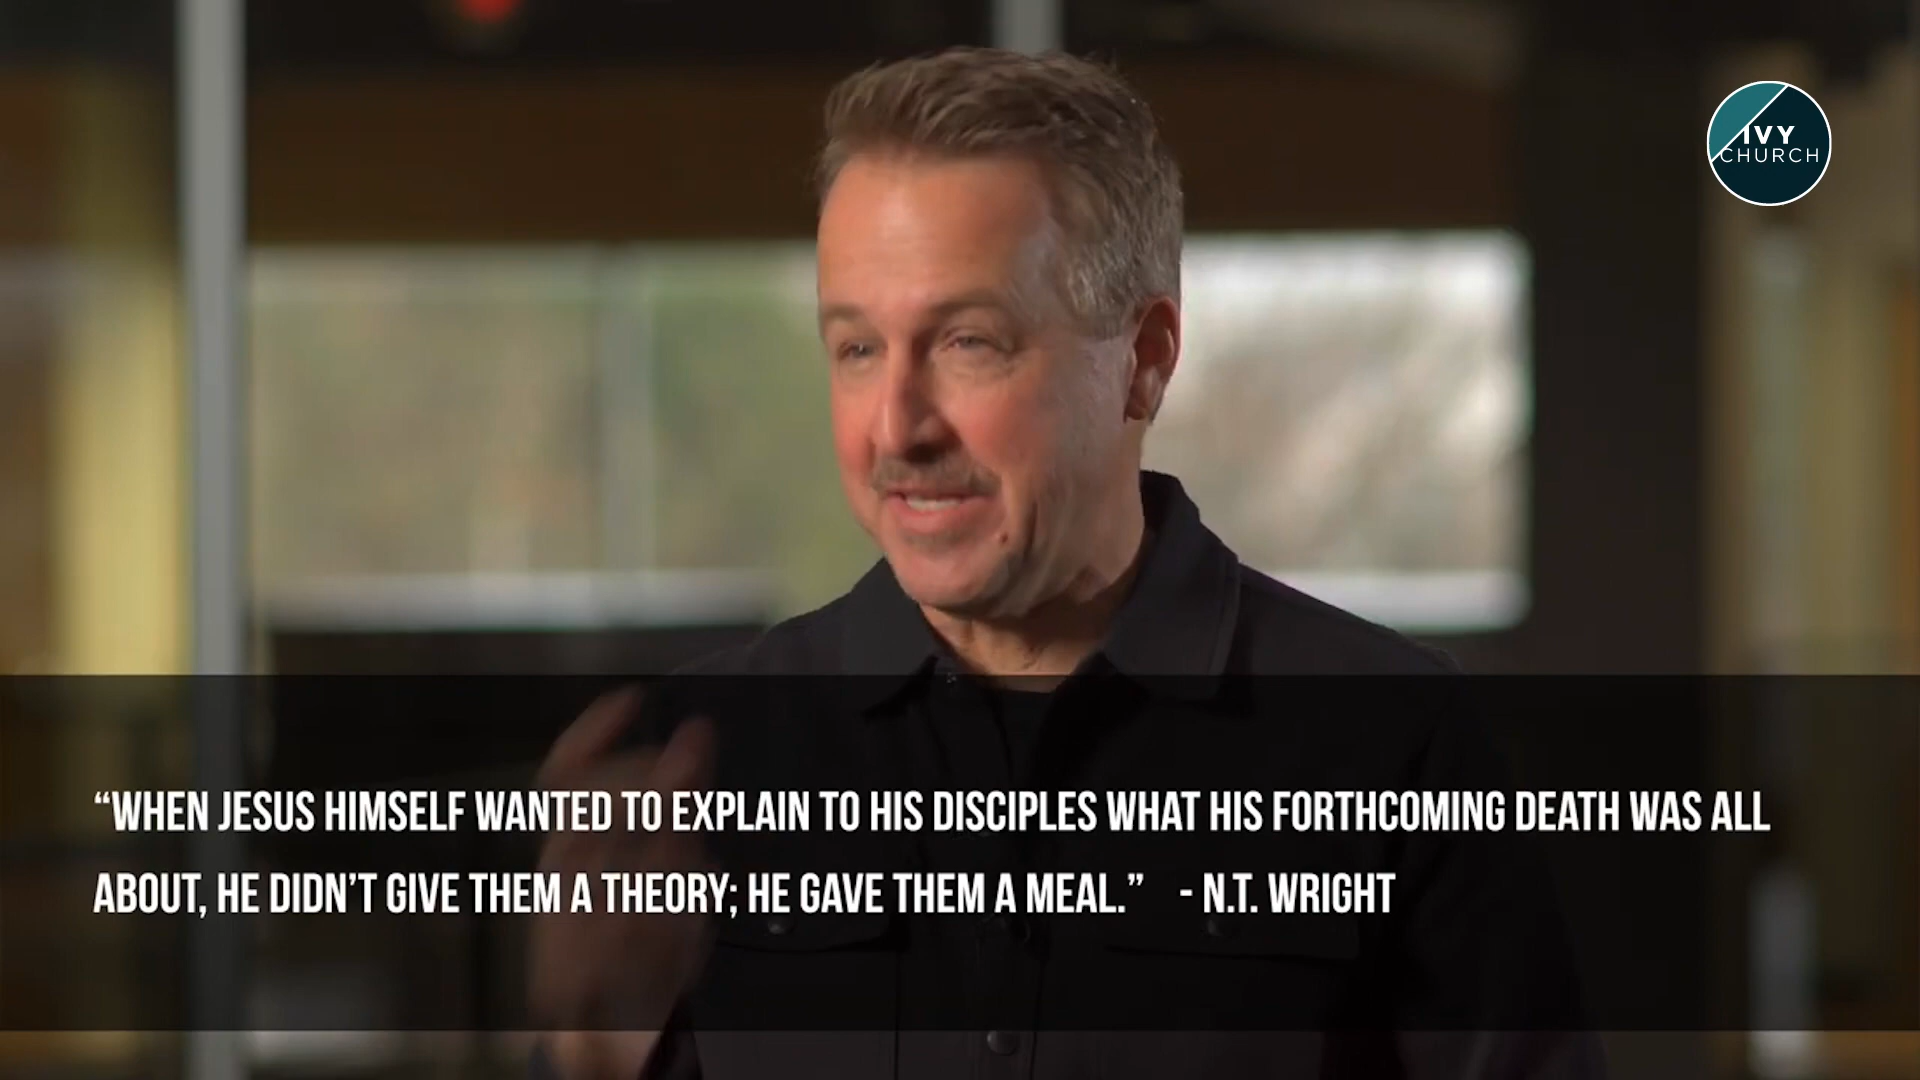 IVY
CHURCH
“WHEN JESUS HIMSELF WANTED TO EXPLAIN TO HIS DISCIPLES WHAT HIS FORTHCOMING DEATH WAS ALL
ABOUT, HE DIDN’T GIVE THEM A THEORY; HE GAVE THEM A MEAL.” - N.T. WRIGHT